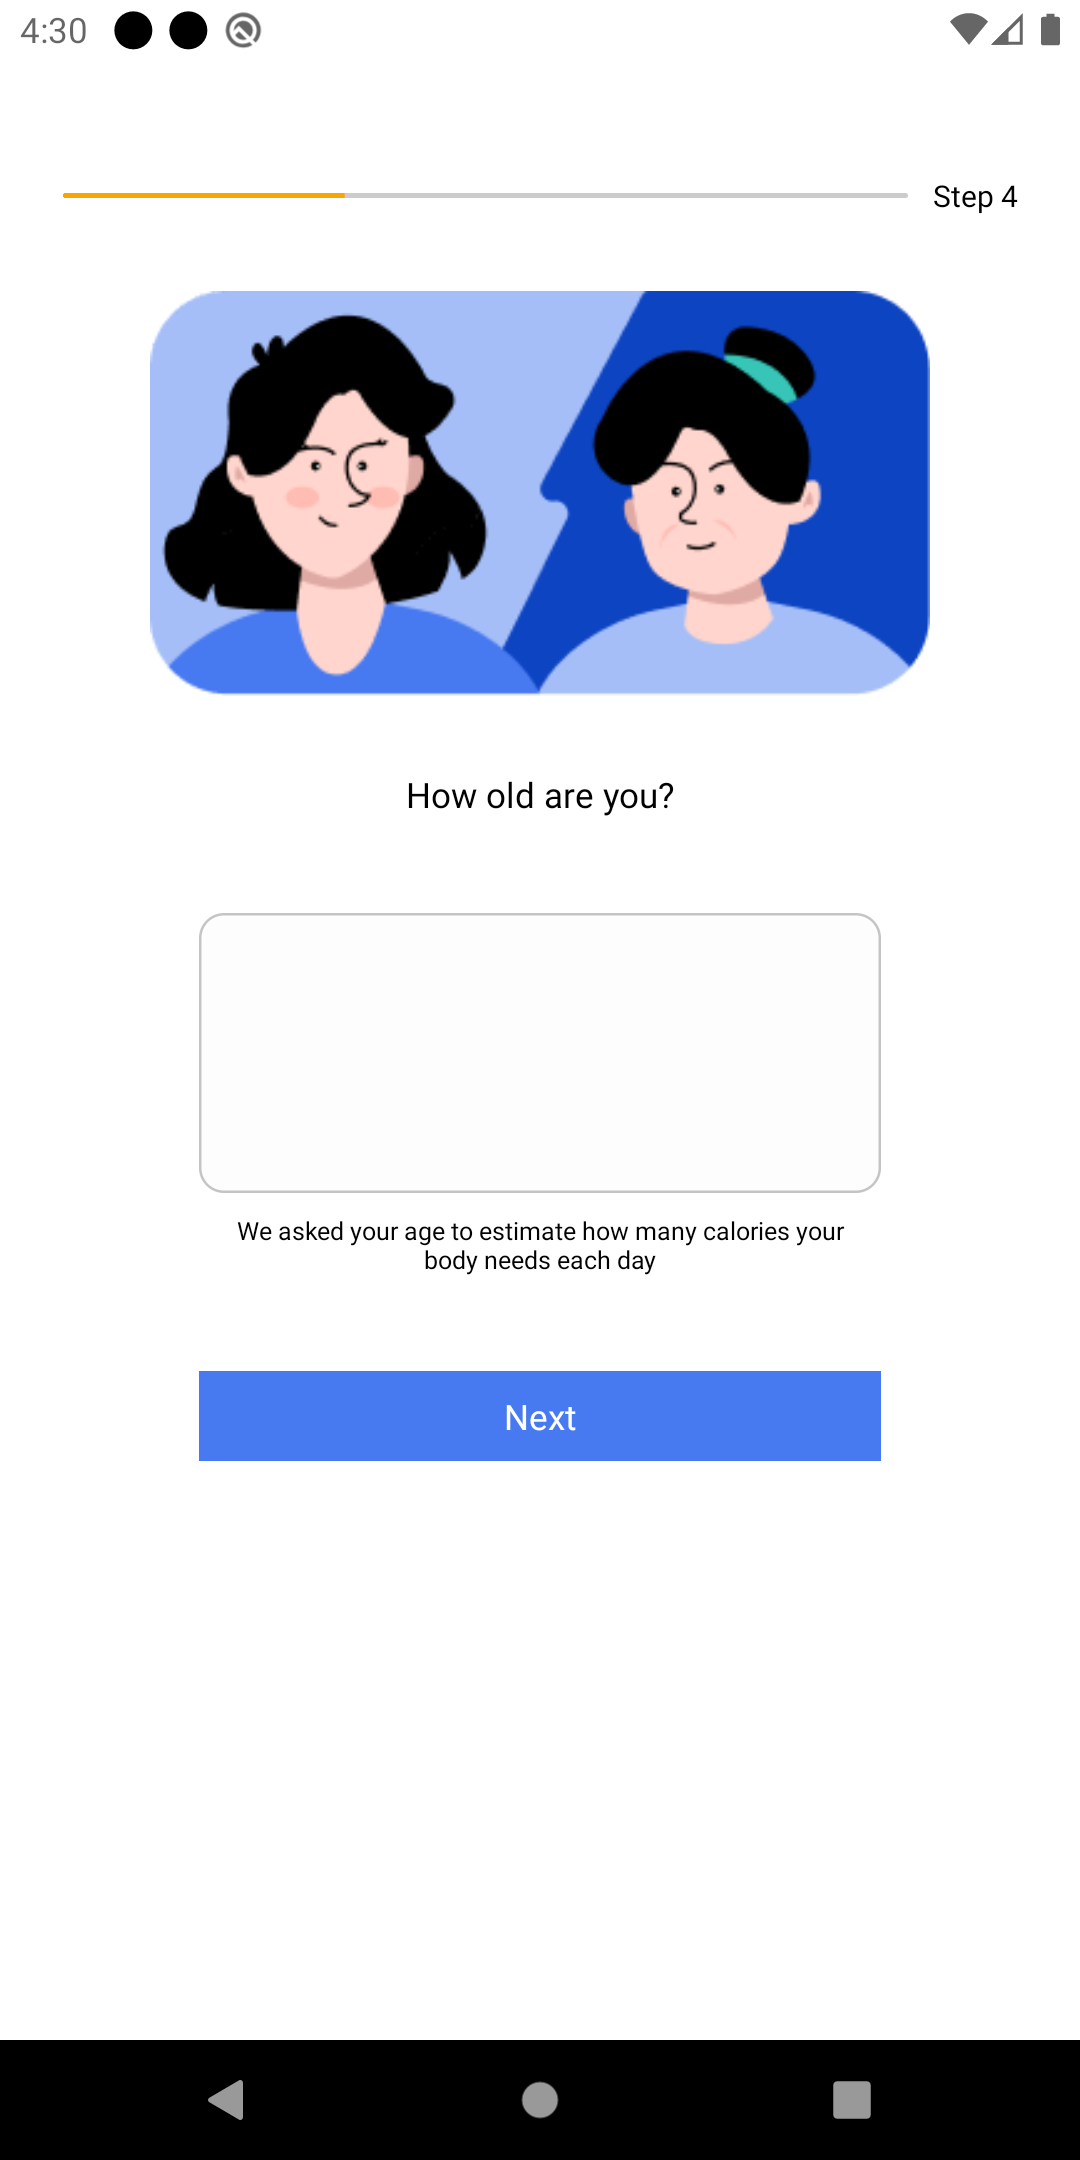 4:30
Step 4
How old are you?
We asked your age to estimate how many calories your
body needs each day
Next